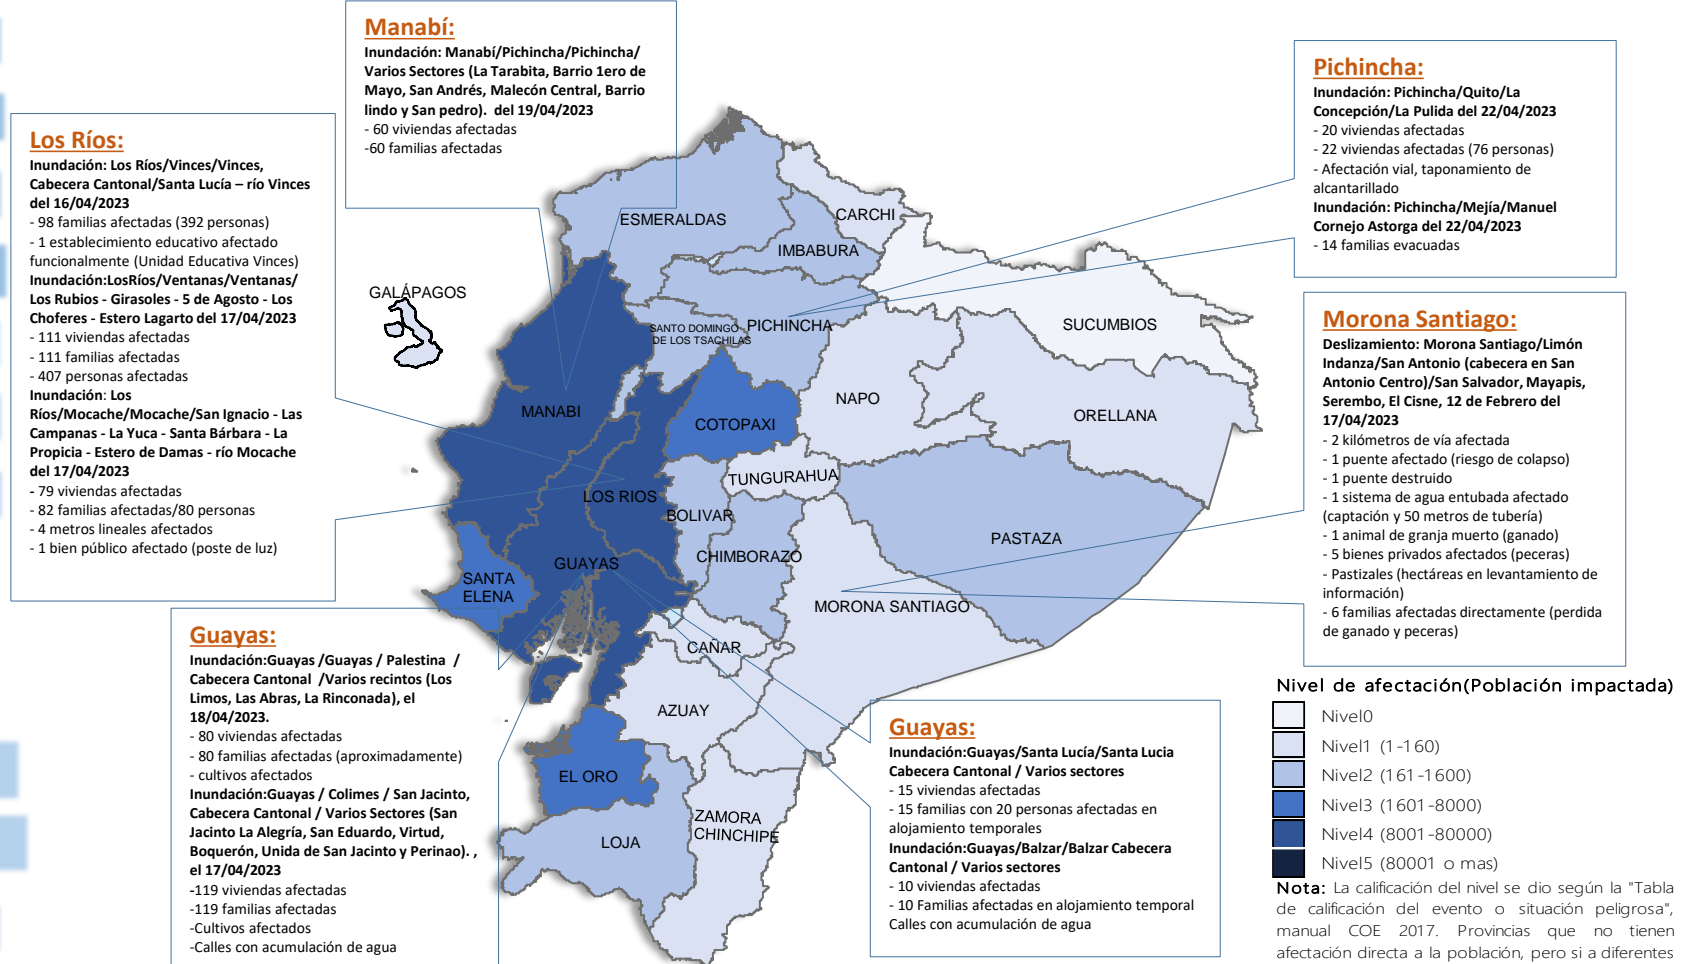 Manabí:
Inundación: Manabí/Pichincha/Pichincha/
Varios Sectores (La Tarabita, Barrio 1ero de
Mayo, San Andrés, Malecón Central, Barrio
lindo y San pedro).  del 19/04/2023
- 60 viviendas afectadas
-60 familias afectadas
Pichincha:
Inundación: Pichincha/Quito/La
Concepción/La Pulida del 22/04/2023
- 20 viviendas afectadas
- 22 viviendas afectadas (76 personas)
- Afectación vial, taponamiento de
alcantarillado
Inundación: Pichincha/Mejía/Manuel
Cornejo Astorga del 22/04/2023
- 14 familias evacuadas
Los Ríos:
Inundación: Los Ríos/Vinces/Vinces,
Cabecera Cantonal/Santa Lucía – río Vinces
del 16/04/2023
- 98 familias afectadas (392 personas)
- 1 establecimiento educativo afectado
funcionalmente (Unidad Educativa Vinces)
Inundación:LosRíos/Ventanas/Ventanas/
Los Rubios - Girasoles - 5 de Agosto - Los
Choferes - Estero Lagarto del 17/04/2023
- 111 viviendas afectadas
- 111 familias afectadas
- 407 personas afectadas
Inundación: Los
Ríos/Mocache/Mocache/San Ignacio - Las
Campanas - La Yuca - Santa Bárbara - La
Propicia - Estero de Damas - río Mocache
del 17/04/2023
- 79 viviendas afectadas
- 82 familias afectadas/80 personas
- 4 metros lineales afectados
- 1 bien público afectado (poste de luz)
Morona Santiago:
Deslizamiento: Morona Santiago/Limón
Indanza/San Antonio (cabecera en San
Antonio Centro)/San Salvador, Mayapis,
Serembo, El Cisne, 12 de Febrero del
17/04/2023
- 2 kilómetros de vía afectada
- 1 puente afectado (riesgo de colapso)
- 1 puente destruido
- 1 sistema de agua entubada afectado
(captación y 50 metros de tubería)
- 1 animal de granja muerto (ganado)
- 5 bienes privados afectados (peceras)
- Pastizales (hectáreas en levantamiento de
información)
- 6 familias afectadas directamente (perdida
de ganado y peceras)
ESMERALDAS
CARCHI
IMBABURA
GALÁPAGOS
SANTO DOMINGO
DE LOS TSACHILAS
PICHINCHA
SUCUMBIOS
NAPO
ORELLANA
MANABI
COTOPAXI
TUNGURAHUA
LOS RIOS
BOLIVAR
PASTAZA
CHIMBORAZO
GUAYAS
SANTA
ELENA
MORONA SANTIAGO
CAÑAR
AZUAY
EL ORO
ZAMORA
CHINCHIPE
LOJA
Guayas:
Inundación:Guayas /Guayas / Palestina  /
Cabecera Cantonal  /Varios recintos (Los
Limos, Las Abras, La Rinconada), el
18/04/2023.
- 80 viviendas afectadas
- 80 familias afectadas (aproximadamente)
- cultivos afectados
Inundación:Guayas / Colimes / San Jacinto,
Cabecera Cantonal / Varios Sectores (San
Jacinto La Alegría, San Eduardo, Virtud,
Boquerón, Unida de San Jacinto y Perinao). ,
el 17/04/2023
-119 viviendas afectadas
-119 familias afectadas
-Cultivos afectados
-Calles con acumulación de agua
Guayas:
Inundación:Guayas/Santa Lucía/Santa Lucia
Cabecera Cantonal / Varios sectores
- 15 viviendas afectadas
- 15 familias con 20 personas afectadas en
alojamiento temporales
Inundación:Guayas/Balzar/Balzar Cabecera
Cantonal / Varios sectores
- 10 viviendas afectadas
- 10 Familias afectadas en alojamiento temporal
Calles con acumulación de agua
Nivel de afectación(Población impactada)
Nivel0
Nivel1 (1-160)
Nivel2 (161-1600)
Nivel3 (1601-8000)
Nivel4 (8001-80000)
Nivel5 (80001 o mas)
Nota: La calificación del nivel se dio según la "Tabla
de calificación del evento o situación peligrosa",
manual COE 2017. Provincias que no tienen
afectación directa a la población, pero si a diferentes